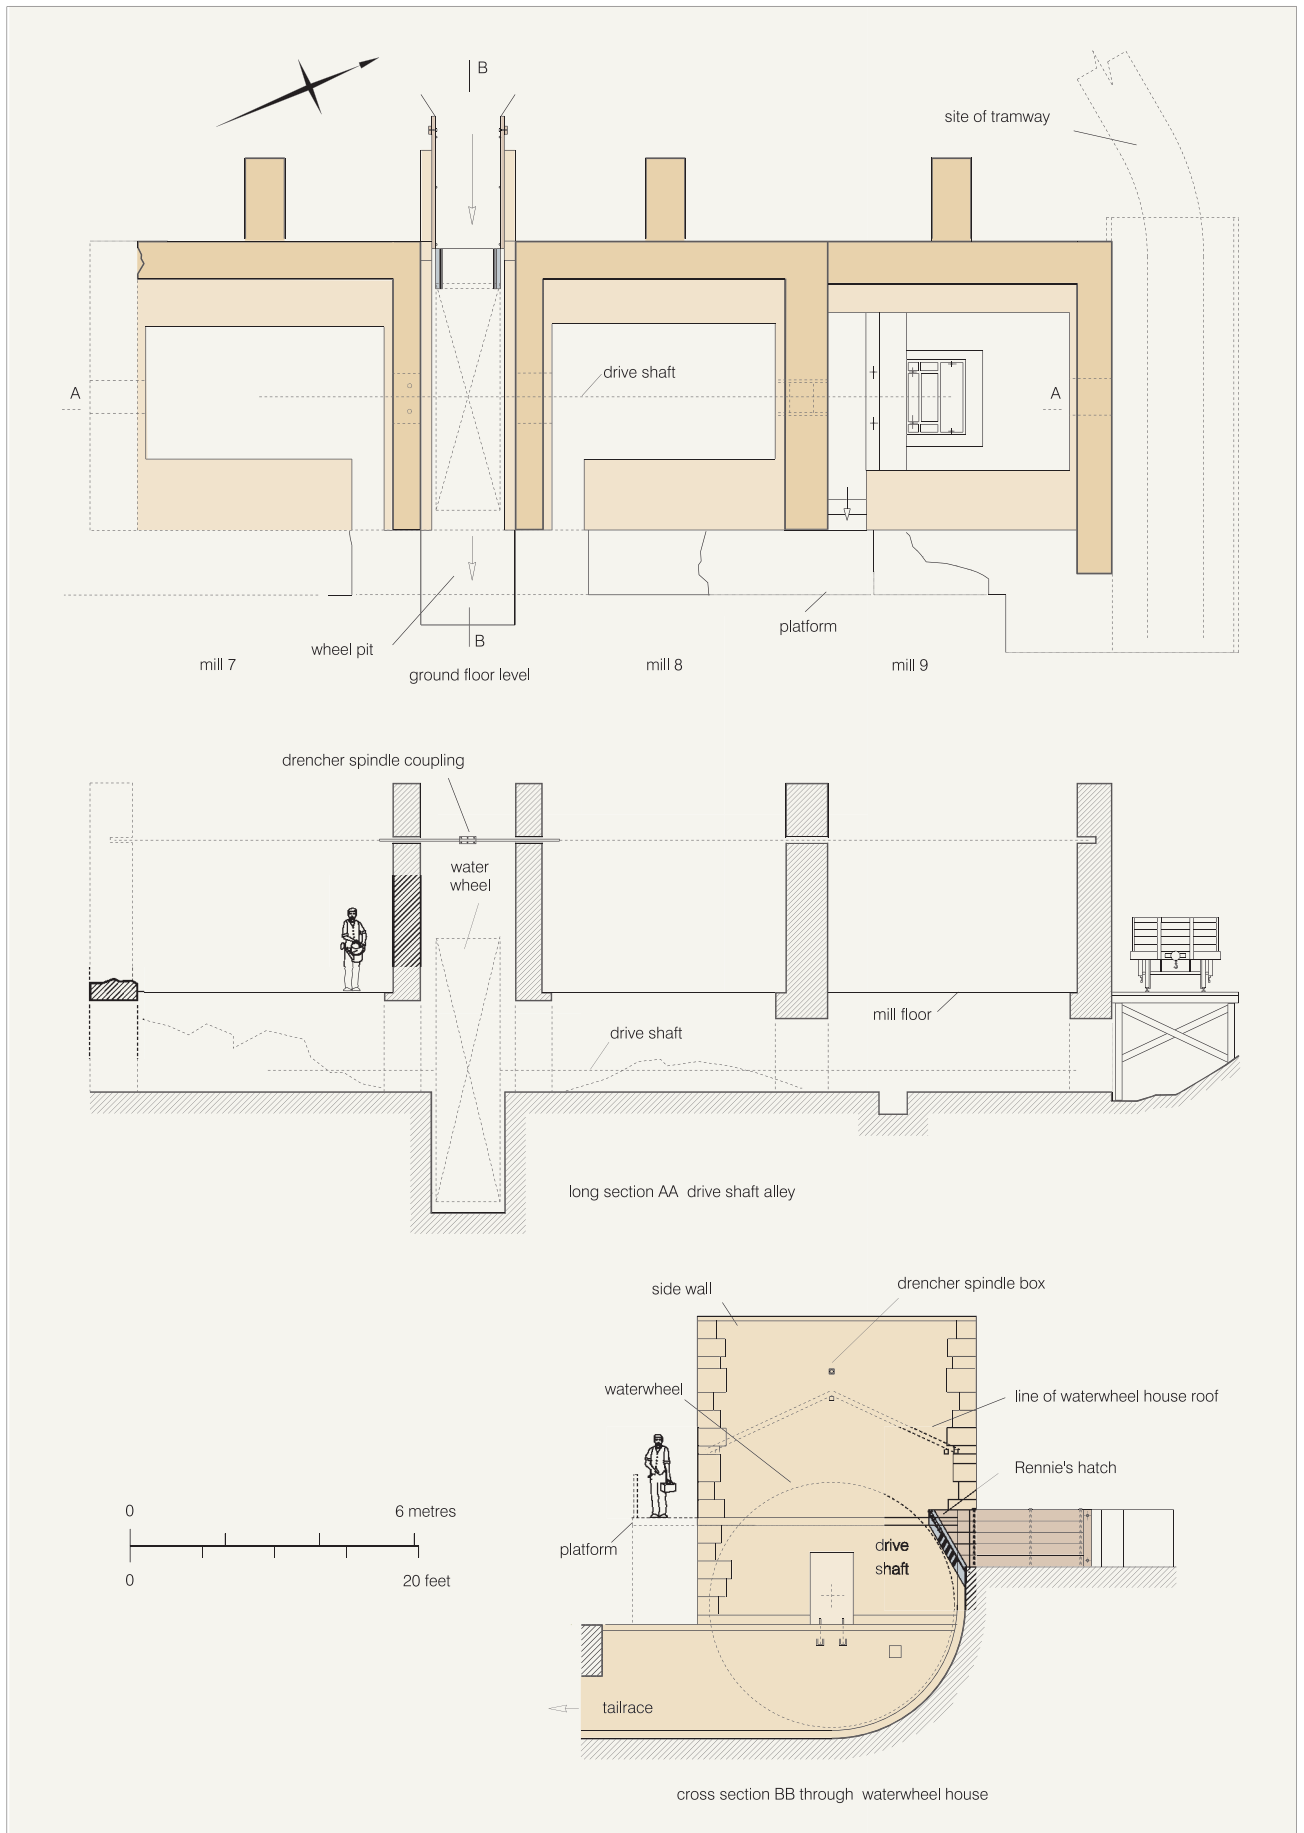 B
site of tramway
drive shaft
A
A
platform
wheel pit
B
mill 7
ground floor level
mill 8
mill 9
drencher spindle coupling
water
wheel
mill floor
drive shaft
long section AA drive shaft alley
side wall
drencher spindle box
waterwheel
line of waterwheel house roof
Rennie's hatch
0
6 metres
platform
drive
shaft
0
20 feet
tailrace
cross section BB through waterwheel house